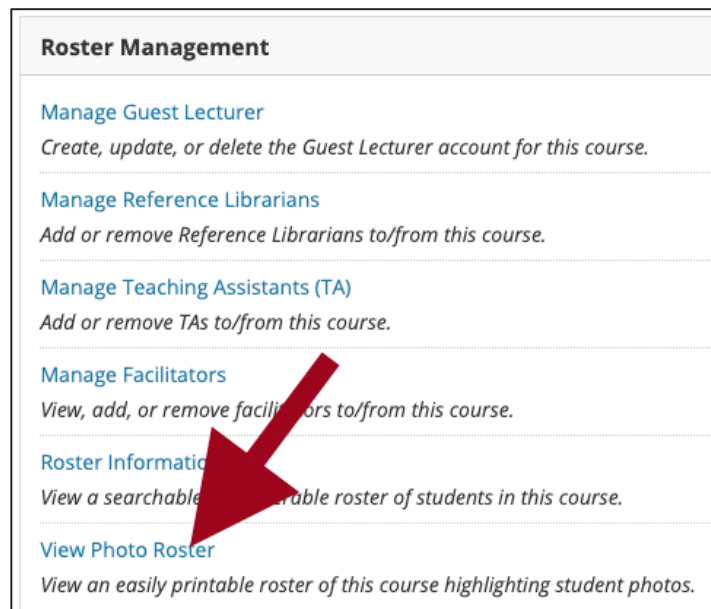 Roster Management
Manage Guest Lecturer
Create, update, or delete the Guest Lecturer account for this course.
Manage Reference Librarians
Add or remove Reference Librarians to/from this course.
Manage Teaching Assistants (TA)
Add or remove TAs to/from this course.
Manage Facilitators
View, add, or remove facilitators to/from this course.
Roster Information
View a searchable roster of students in this course.
View Photo Roster
View an easily printable roster of this course highlighting student photos.